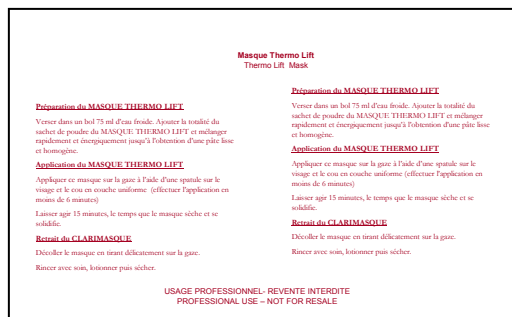 Masque Thermo Lift
Thermo Lift Mask
Préparation du MASQUE THERMO LIFT
Verser dans un bol 75 ml d'eau froide. Ajouter la totalité du
sachet de poudre du MASQUE THERMO LIFT et mélanger
rapidement et énergiquement jusqu'à l'obtention d'une pâte lisse
et homogène.
Application du MASQUE THERMO LIFT
Appliquer ce masque sur la gaze à l'aide d'une spatule sur le
visage et le cou en couche uniforme (effectuer l'application en
moins de 6 minutes)
Laisser agir 15 minutes, le temps que le masque sèche et se
solidifie.
Retrait du CLARIMASQUE
Décoller le masque en tirant délicatement sur la gaze.
Rincer avec soin, lotionner puis sécher.
Préparation du MASQUE THERMO LIFT
Verser dans un bol 75 ml d'eau froide. Ajouter la totalité du
sachet de poudre du MASQUE THERMO LIFT et mélanger
rapidement et énergiquement jusqu'à l'obtention d'une pâte lisse
et homogène.
Application du MASQUE THERMO LIFT
Appliquer ce masque sur la gaze à l'aide d'une spatule sur le
visage et le cou en couche uniforme (effectuer l'application en
moins de 6 minutes)
Laisser agir 15 minutes, le temps que le masque sèche et se
solidifie.
Retrait du CLARIMASQUE
Décoller le masque en tirant délicatement sur la gaze.
Rincer avec soin, lotionner puis sécher.
USAGE PROFESSIONNEL- REVENTE INTERDITE
PROFESSIONAL USE – NOT FOR RESALE